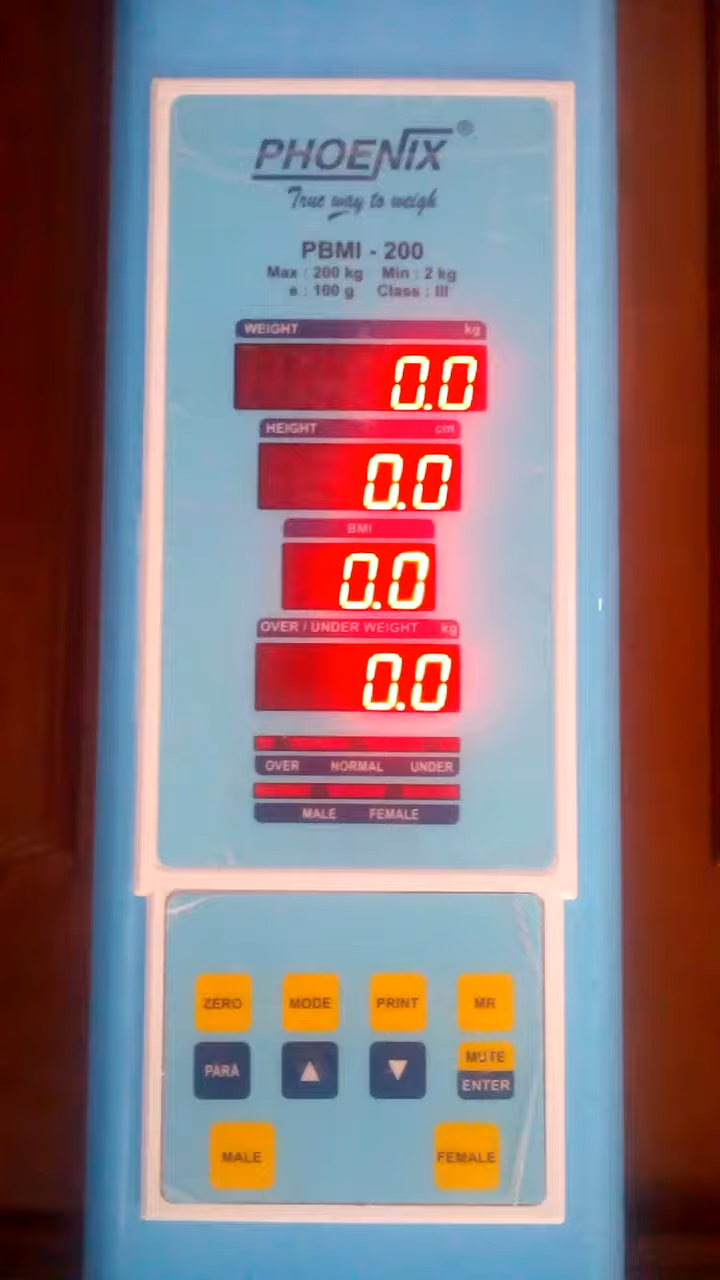 PHOENIX®
True way to weigh
PBMI - 200
Max : 200 kg Min : 2 kg
e : 100 g Class : III
WEIGHT kg
0.0
HEIGHT cm
0.0
BMI
0.0
OVER / UNDER WEIGHT kg
0.0
OVER NORMAL UNDER
MALE FEMALE
ZERO MODE PRINT MR
PARA ▲ ▼ MUTE
ENTER
MALE FEMALE